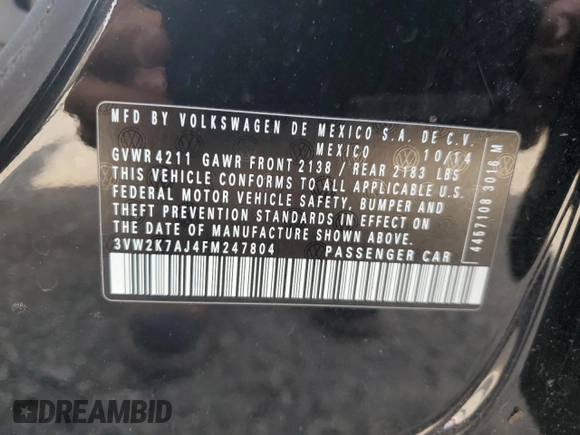 MFD BY VOLKSWAGEN DE MEXICO S.A. DE C.V.
MEXICO 10/14
GVWR 4211 GAWR FRONT 2138 / REAR 2183 LBS
THIS VEHICLE CONFORMS TO ALL APPLICABLE U.S.
FEDERAL MOTOR VEHICLE SAFETY, BUMPER AND
THEFT PREVENTION STANDARDS IN EFFECT ON
THE DATE OF MANUFACTURE SHOWN ABOVE.
3VW2K7AJ4FM247804 PASSENGER CAR
4457108 3016 M
DREAMBID